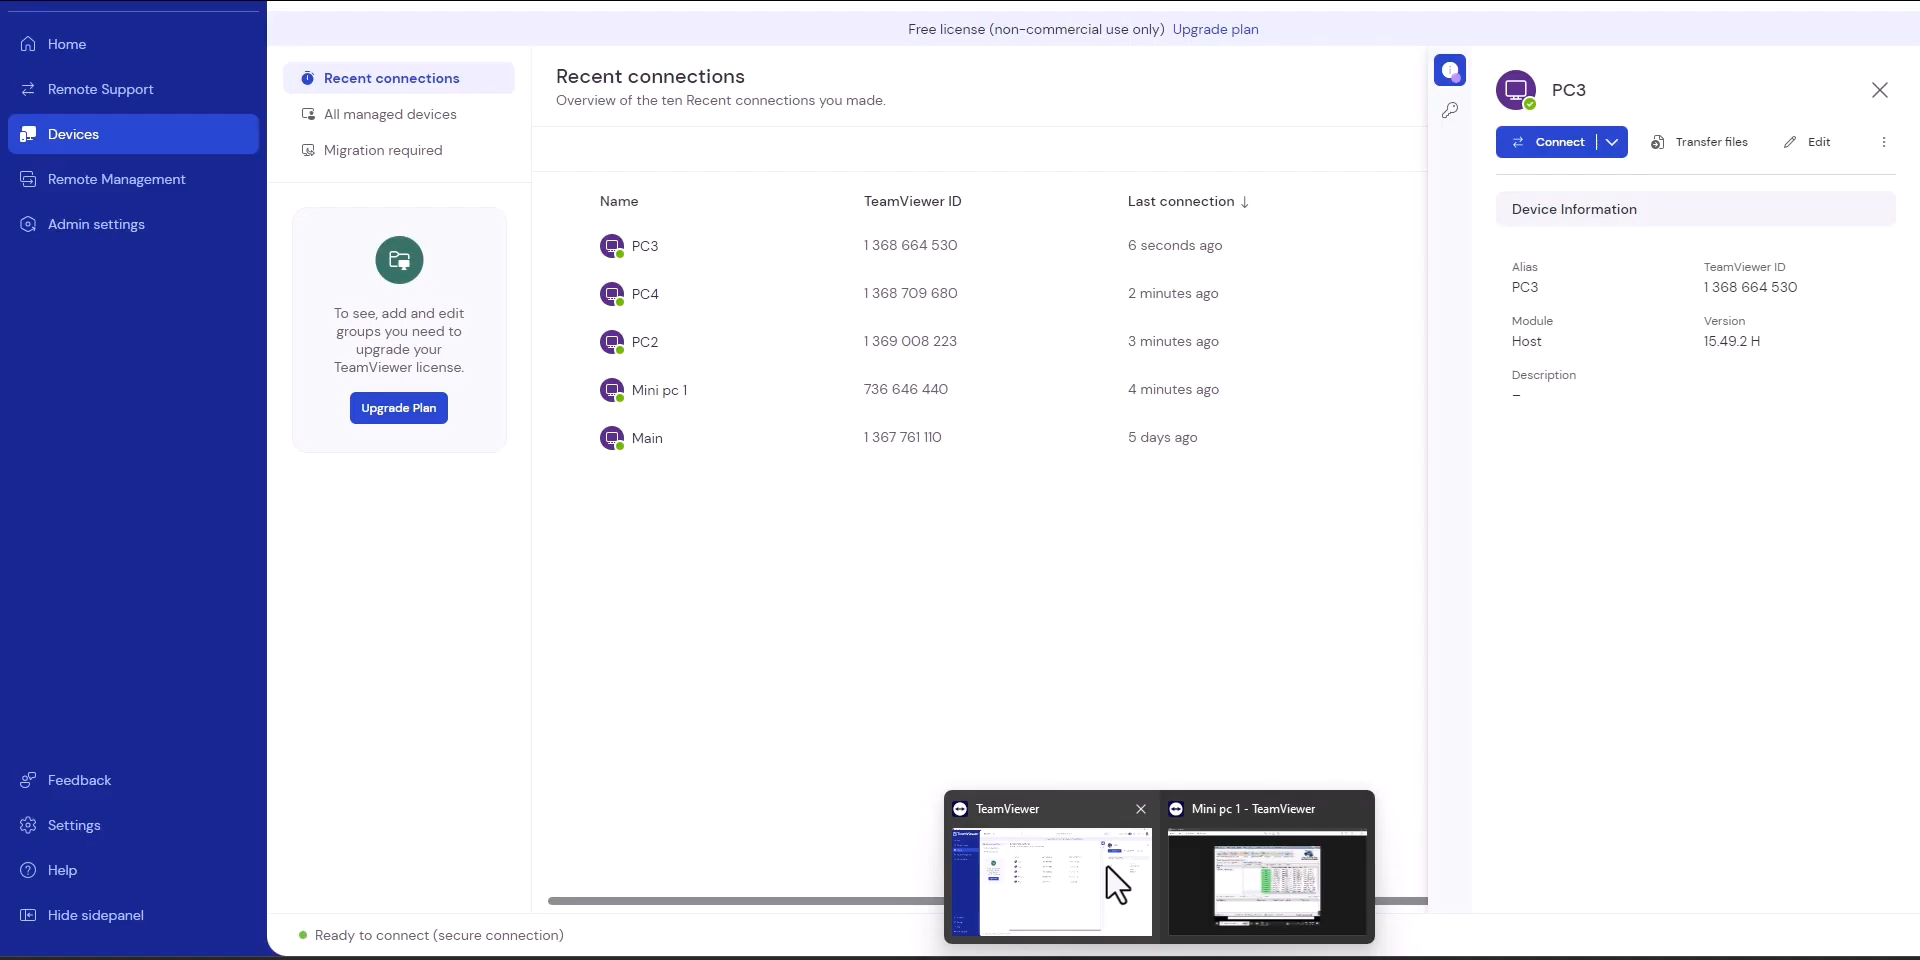 Free license (non-commercial use only) Upgrade plan
Home
Remote Support
Devices
Remote Management
Admin settings
Feedback
Settings
Help
Hide sidepanel
Recent connections
All managed devices
Migration required
To see, add and edit
groups you need to
upgrade your
TeamViewer license.
Upgrade Plan
Recent connections
Overview of the ten Recent connections you made.
Name TeamViewer ID Last connection ↓
PC3 1 368 664 530 6 seconds ago
PC4 1 368 709 680 2 minutes ago
PC2 1 369 008 223 3 minutes ago
Mini pc 1 736 646 440 4 minutes ago
Main 1 367 761 110 5 days ago
PC3
Connect Transfer files Edit
Device Information
Alias TeamViewer ID
PC3 1 368 664 530
Module Version
Host 15.49.2 H
Description
–
TeamViewer Mini pc 1 - TeamViewer
Ready to connect (secure connection)